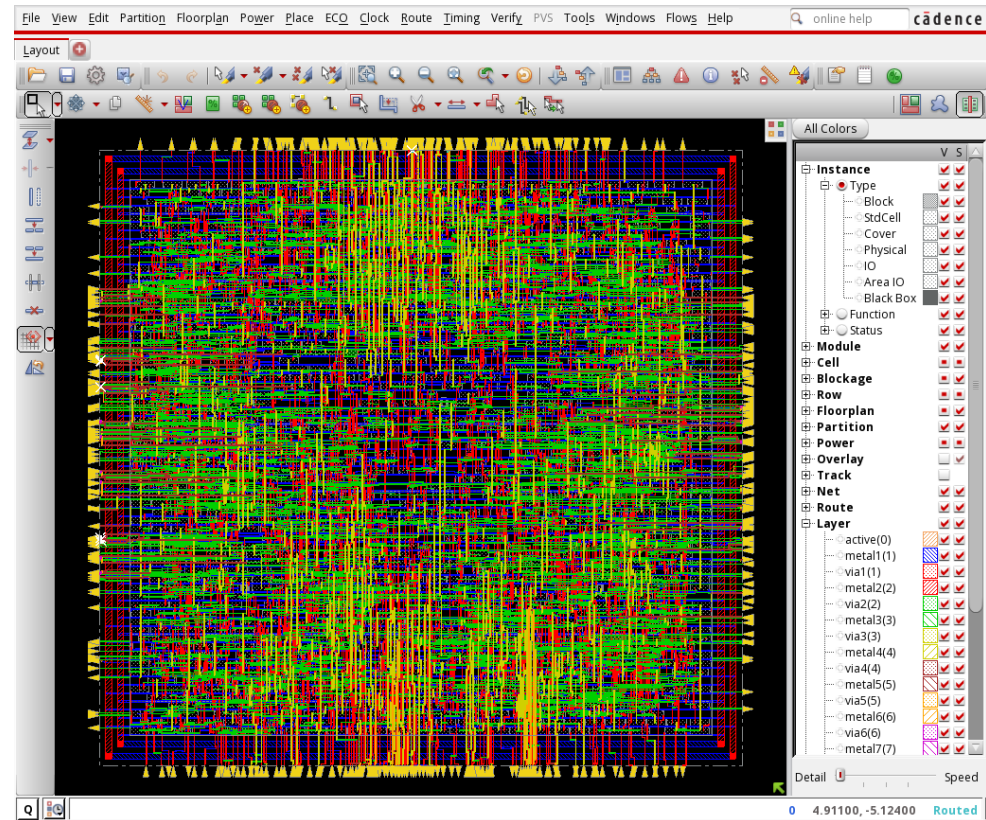 File View Edit Partition Floorplan Power Place ECO Clock Route Timing Verify PVS Tools Windows Flows Help online help cādence
Layout
All Colors
V S
Instance
Type
Block
StdCell
Cover
Physical
IO
Area IO
Black Box
Function
Status
Module
Cell
Blockage
Row
Floorplan
Partition
Power
Overlay
Track
Net
Route
Layer
active(0)
metal1(1)
via1(1)
metal2(2)
via2(2)
metal3(3)
via3(3)
metal4(4)
via4(4)
metal5(5)
via5(5)
metal6(6)
via6(6)
metal7(7)
Detail Speed
Q 0 4.91100, -5.12400 Routed